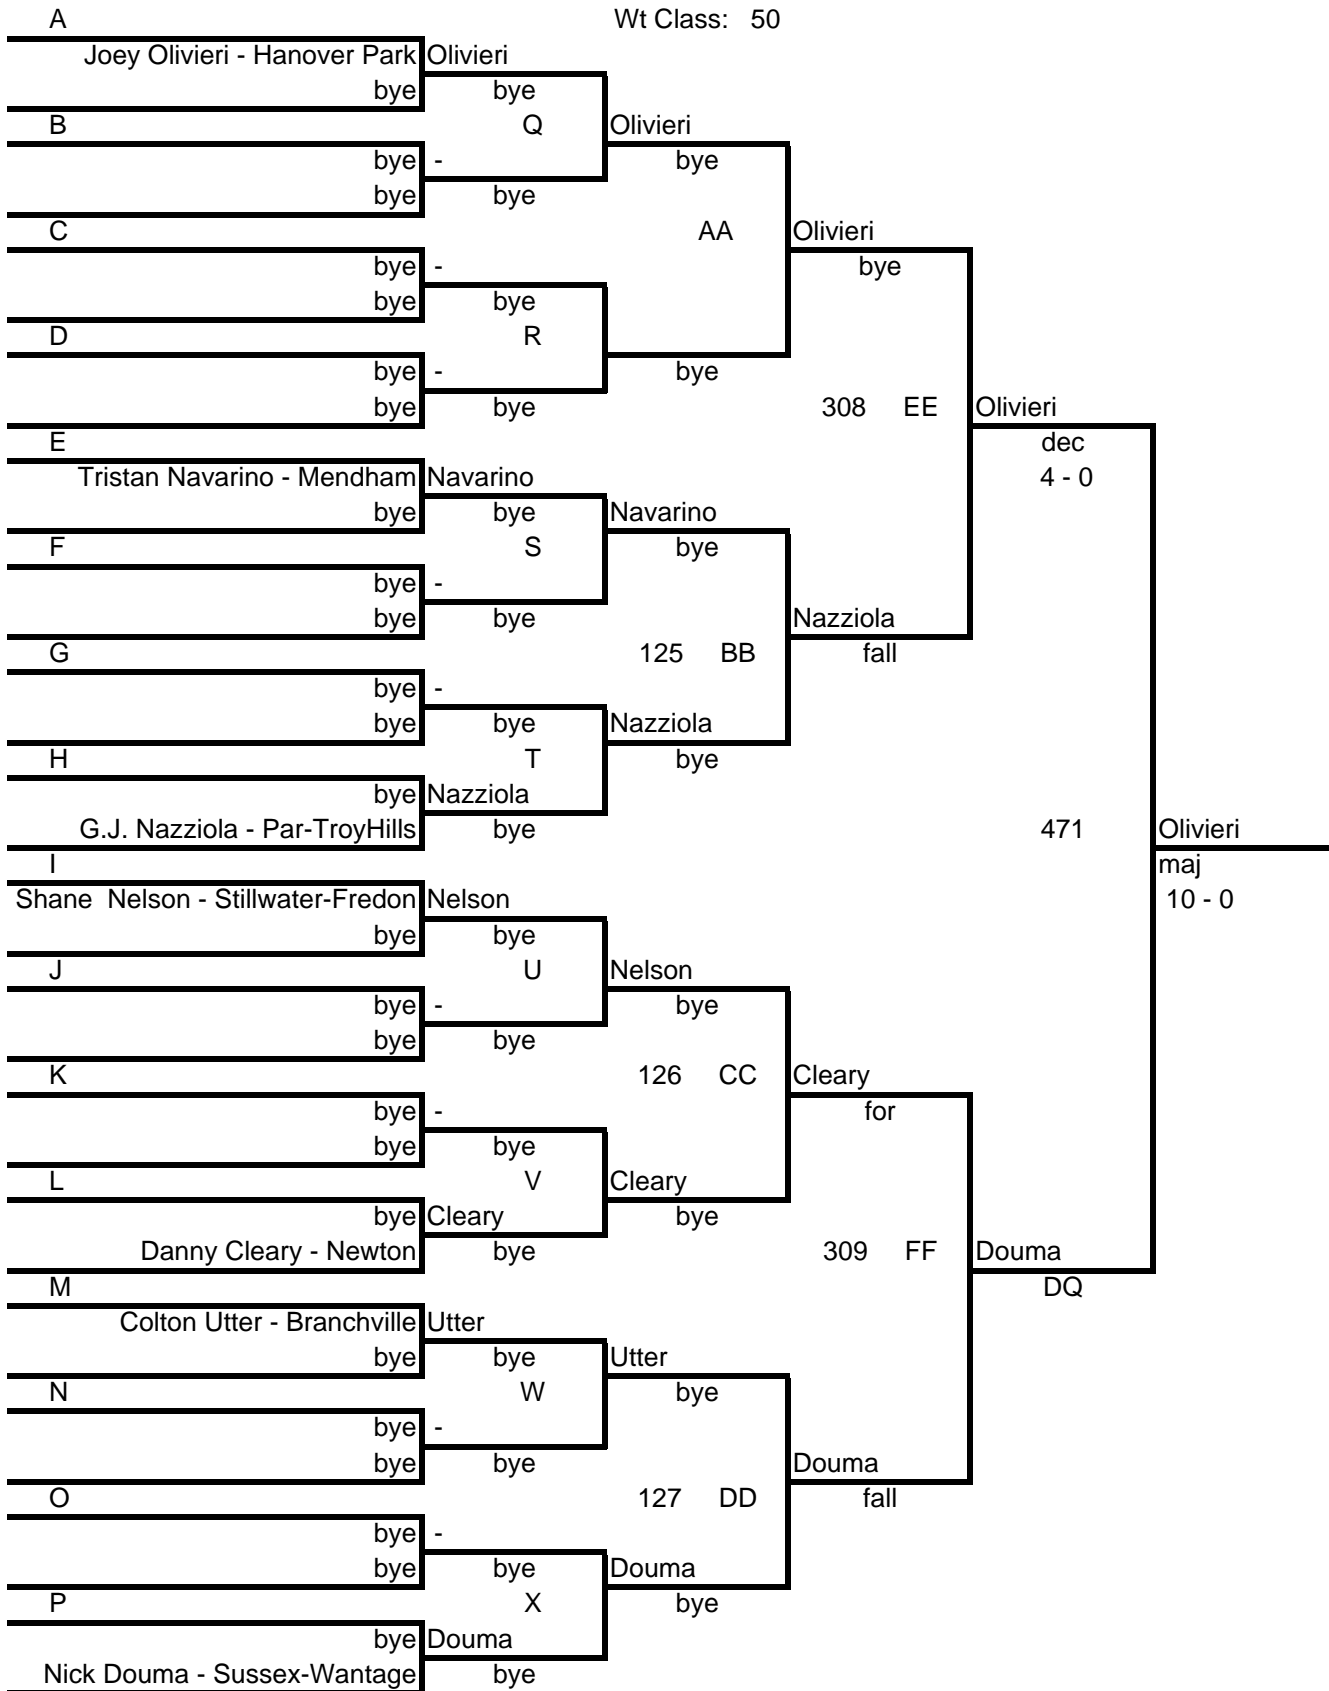 A Wt Class: 50
Joey Olivieri - Hanover Park Olivieri
bye bye
B Q Olivieri
bye - bye
bye bye
C AA Olivieri
bye - bye
bye bye
D R
bye - bye
bye bye 308 EE Olivieri
E dec
Tristan Navarino - Mendham Navarino 4 - 0
bye bye Navarino
F S bye
bye -
bye bye Nazziola
G 125 BB fall
bye -
bye bye Nazziola
H T bye
bye Nazziola
G.J. Nazziola - Par-TroyHills bye 471 Olivieri
I maj
Shane Nelson - Stillwater-Fredon Nelson 10 - 0
bye bye
J U Nelson
bye - bye
bye bye
K 126 CC Cleary
bye - for
bye bye
L V Cleary
bye Cleary bye
Danny Cleary - Newton bye 309 FF Douma
M DQ
Colton Utter - Branchville Utter
bye bye Utter
N W bye
bye -
bye bye Douma
O 127 DD fall
bye -
bye bye Douma
P X bye
bye Douma
Nick Douma - Sussex-Wantage bye